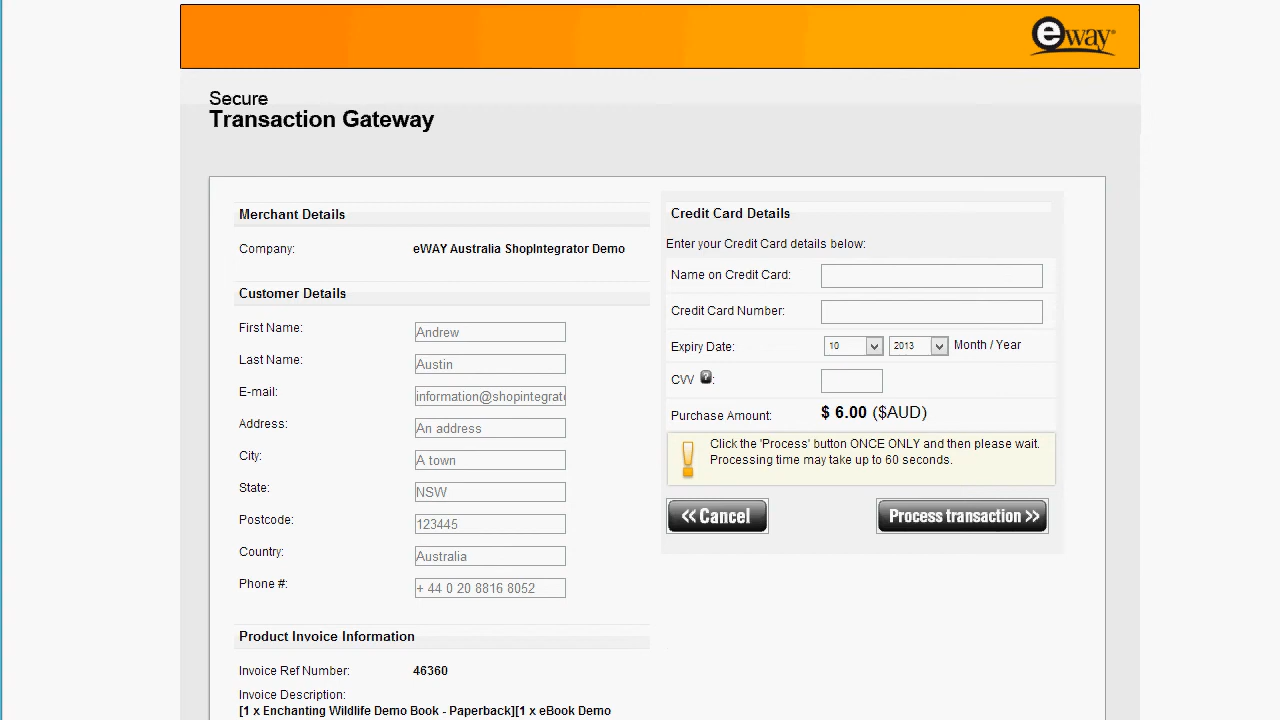 eway
Secure
Transaction Gateway
Merchant Details
Company: eWAY Australia ShopIntegrator Demo
Customer Details
First Name: Andrew
Last Name: Austin
E-mail: information@shopintegrat
Address: An address
City: A town
State: NSW
Postcode: 123445
Country: Australia
Phone #: + 44 0 20 8816 8052
Product Invoice Information
Invoice Ref Number: 46360
Invoice Description:
[1 x Enchanting Wildlife Demo Book - Paperback][1 x eBook Demo
Credit Card Details
Enter your Credit Card details below:
Name on Credit Card:
Credit Card Number:
Expiry Date: 10 2013 Month / Year
CVV ? :
Purchase Amount: $ 6.00 ($AUD)
Click the 'Process' button ONCE ONLY and then please wait.
Processing time may take up to 60 seconds.
<< Cancel
Process transaction >>